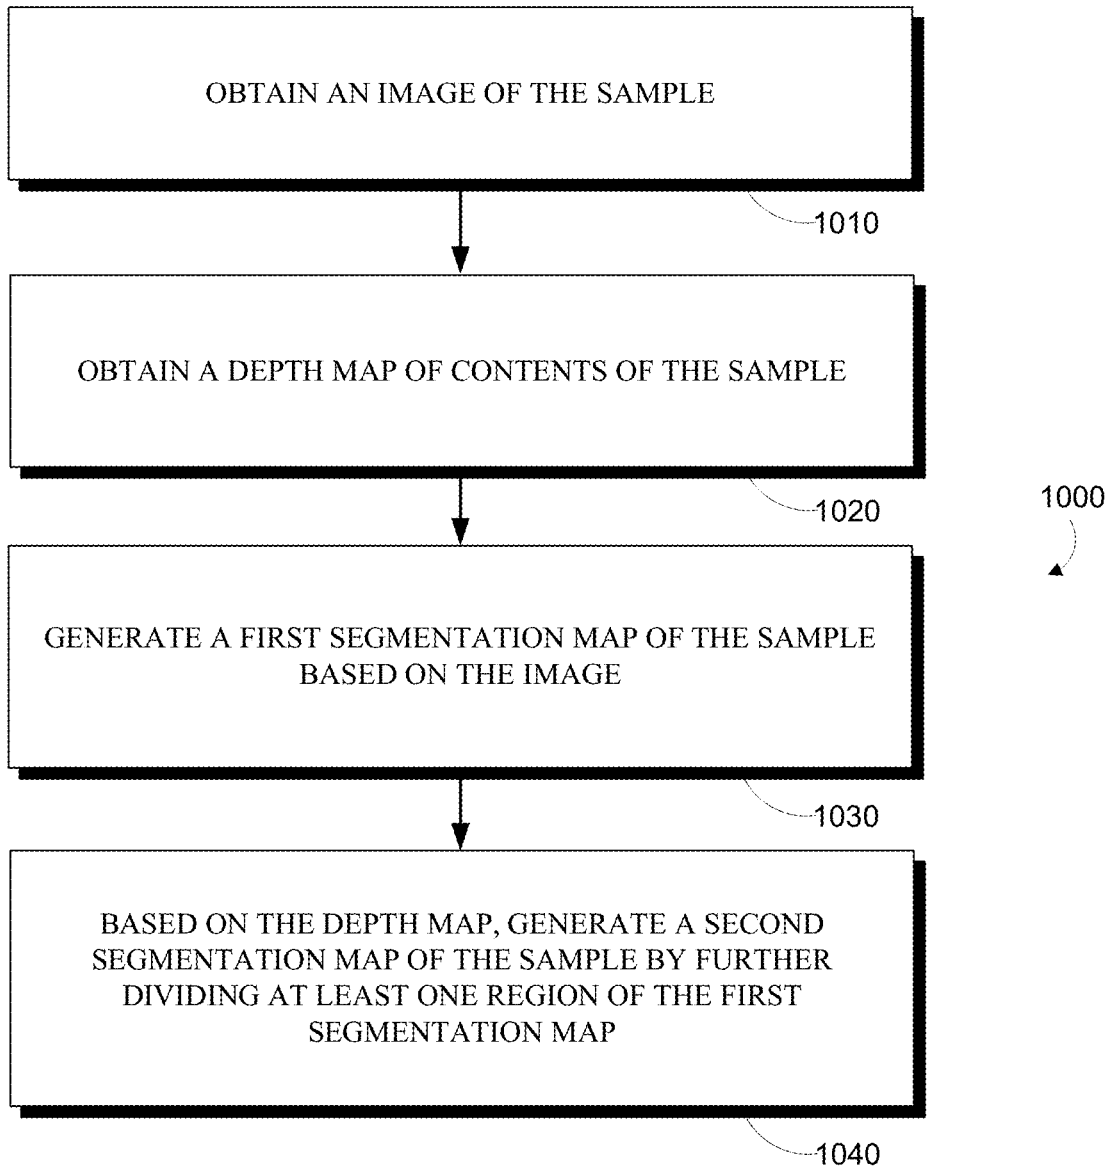 OBTAIN AN IMAGE OF THE SAMPLE
1010
OBTAIN A DEPTH MAP OF CONTENTS OF THE SAMPLE
1020
1000
GENERATE A FIRST SEGMENTATION MAP OF THE SAMPLE
BASED ON THE IMAGE
1030
BASED ON THE DEPTH MAP, GENERATE A SECOND
SEGMENTATION MAP OF THE SAMPLE BY FURTHER
DIVIDING AT LEAST ONE REGION OF THE FIRST
SEGMENTATION MAP
1040